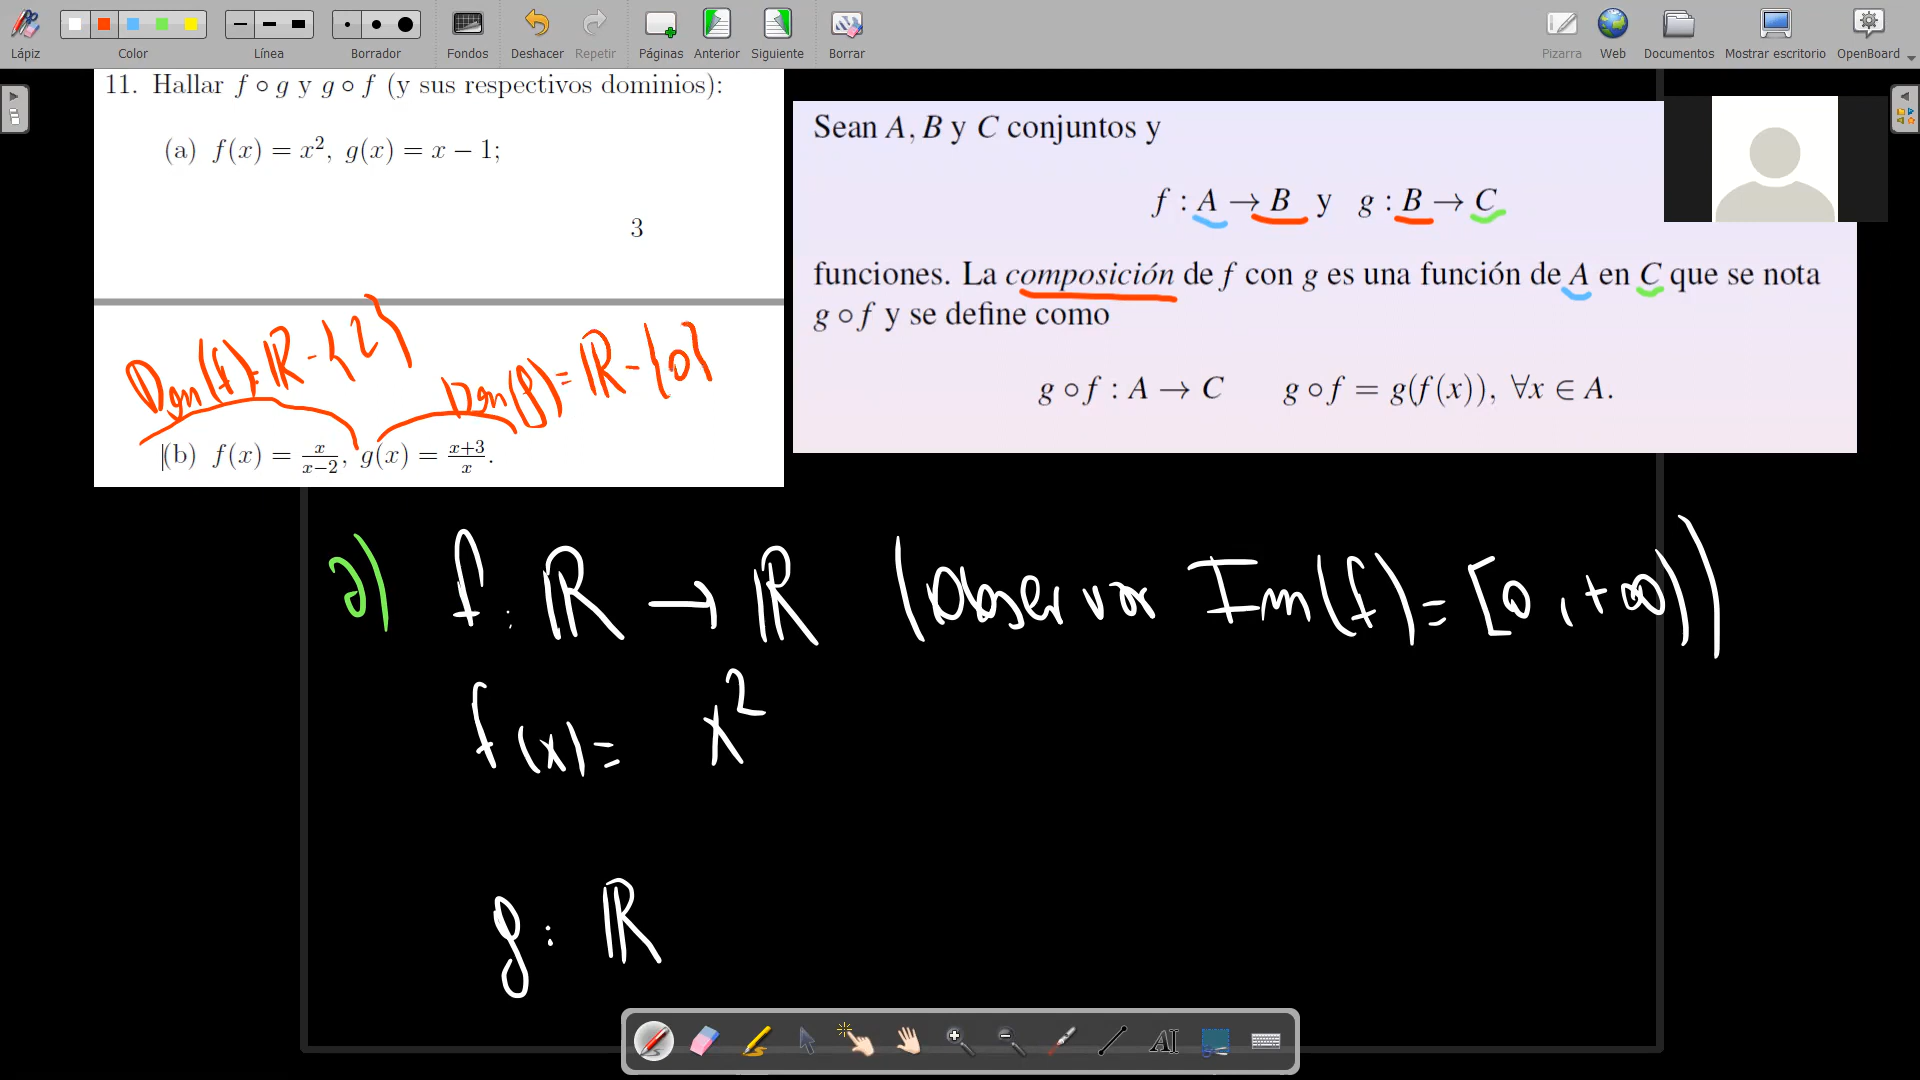 Lápiz Color Línea Borrador Fondos Deshacer Repetir Páginas Anterior Siguiente Borrar Pizarra Web Documentos Mostrar escritorio OpenBoard
11. Hallar f ∘ g y g ∘ f (y sus respectivos dominios):
(a) f(x) = x², g(x) = x − 1;
3
Dom(f) = ℝ - {2}
Dom(g) = ℝ - {0}
(b) f(x) = x/(x−2), g(x) = (x+3)/x.
Sean A, B y C conjuntos y
f : A → B y g : B → C
funciones. La composición de f con g es una función de A en C que se nota
g ∘ f y se define como
g ∘ f : A → C g ∘ f = g(f(x)), ∀x ∈ A.
a) f: ℝ → ℝ (Observar Im(f) = [0, +∞))
f(x) = x²
g: ℝ
AI